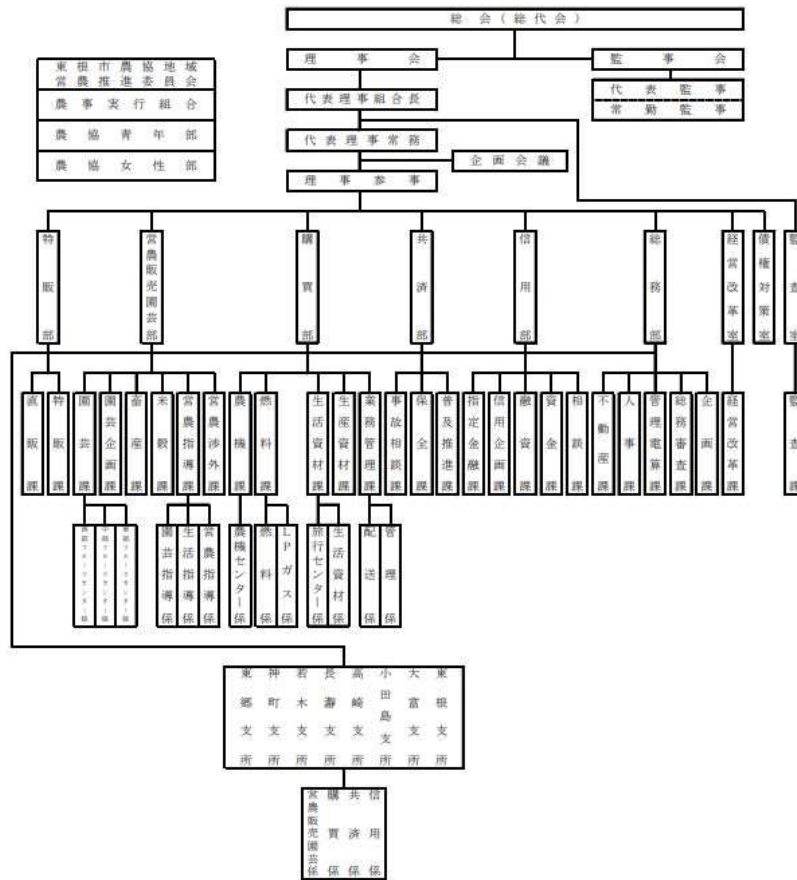 総会(総代会)
理事会
監事会
代表監事
常勤監事
代表理事組合長
代表理事常務
企画会議
理事参事
東根市農協地域
営農推進委員会
農事実行組合
農協青年部
農協女性部
特販部
営農販売園芸部
購買部
共済部
信用部
総務部
経営改革室
債権対策室
監査室
直販課
特販課
園芸課
園芸企画課
畜産課
米穀課
営農指導課
営農渉外課
農機課
燃料課
生活資材課
生産資材課
業務管理課
事故相談課
保全課
普及推進課
指定金融課
信用企画課
融資課
資金課
相談課
不動産課
人事課
管理電算課
総務審査課
企画課
経営改革課
監査課
園芸指導係
生活指導係
営農指導係
農機センター係
燃料係
LPガス係
旅行センター係
生活資材係
配送係
管理係
東郷支所
神町支所
若木支所
長瀞支所
高崎支所
小田島支所
大富支所
東根支所
営農販売園芸係
購買係
共済係
信用係